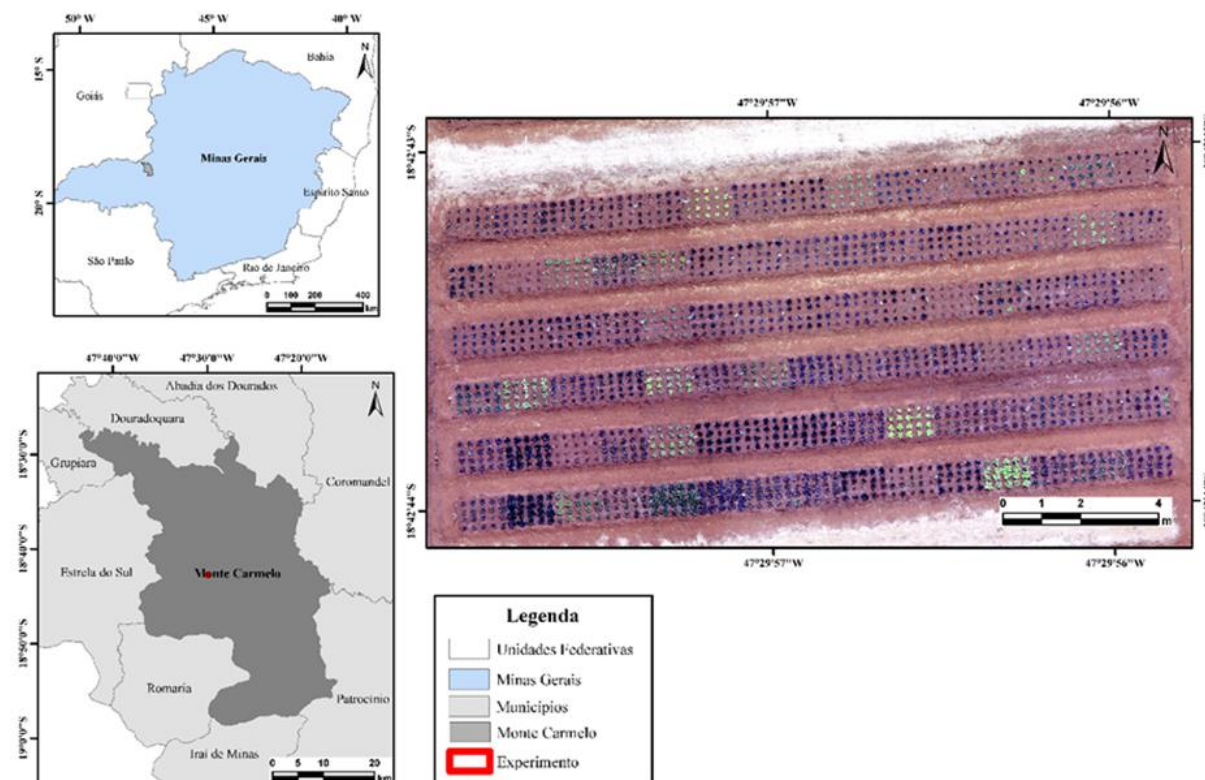 50° W 45° W 40° W
15° S
20° S
N
Bahia
Goiás
Minas Gerais
Espírito Santo
São Paulo
Rio de Janeiro
0 100 200 400
km
47°40'0"W 47°30'0"W 47°20'0"W
18°30'0"S
18°40'0"S
18°50'0"S
19°0'0"S
N
Abadia dos Dourados
Douradoquara
Grupiara
Coromandel
Estrela do Sul
Monte Carmelo
Romaria
Patrocínio
Iraí de Minas
0 5 10 20
km
47°29'57"W 47°29'56"W
18°42'43"S
18°42'44"S
N
0 1 2 4
m
47°29'57"W 47°29'56"W
Legenda
Unidades Federativas
Minas Gerais
Municípios
Monte Carmelo
Experimento